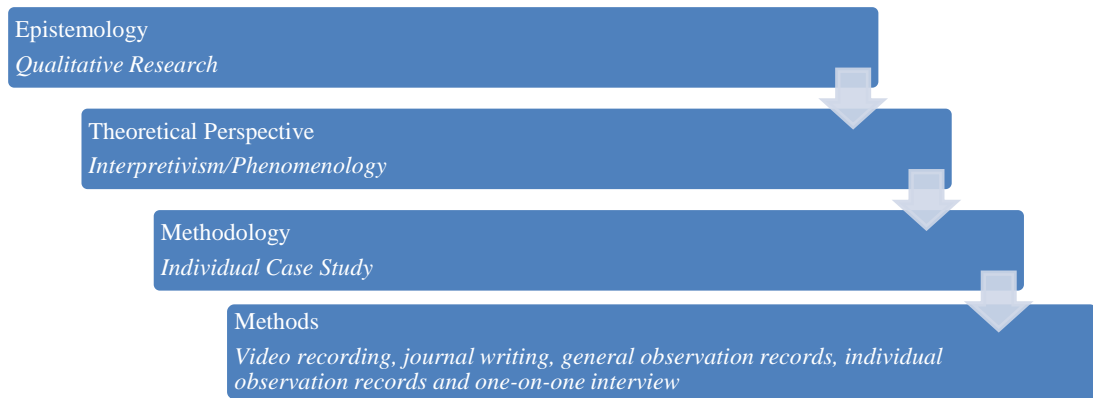 Epistemology
Qualitative Research
Theoretical Perspective
Interpretivism/Phenomenology
Methodology
Individual Case Study
Methods
Video recording, journal writing, general observation records, individual
observation records and one-on-one interview